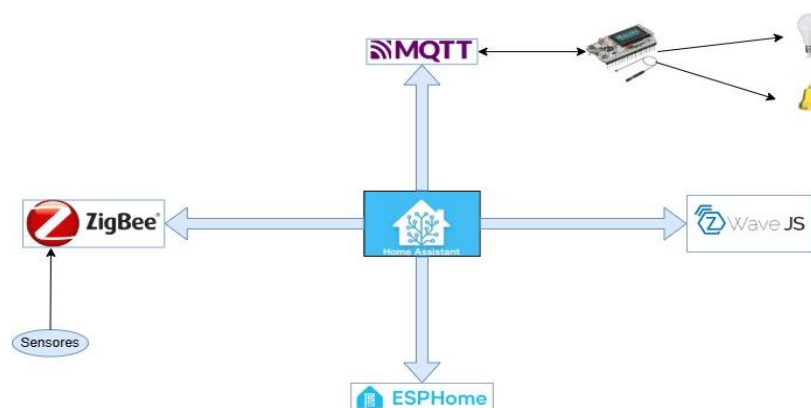 MQTT
ZigBee®
Home Assistant
Z Wave JS
Sensores
ESPHome